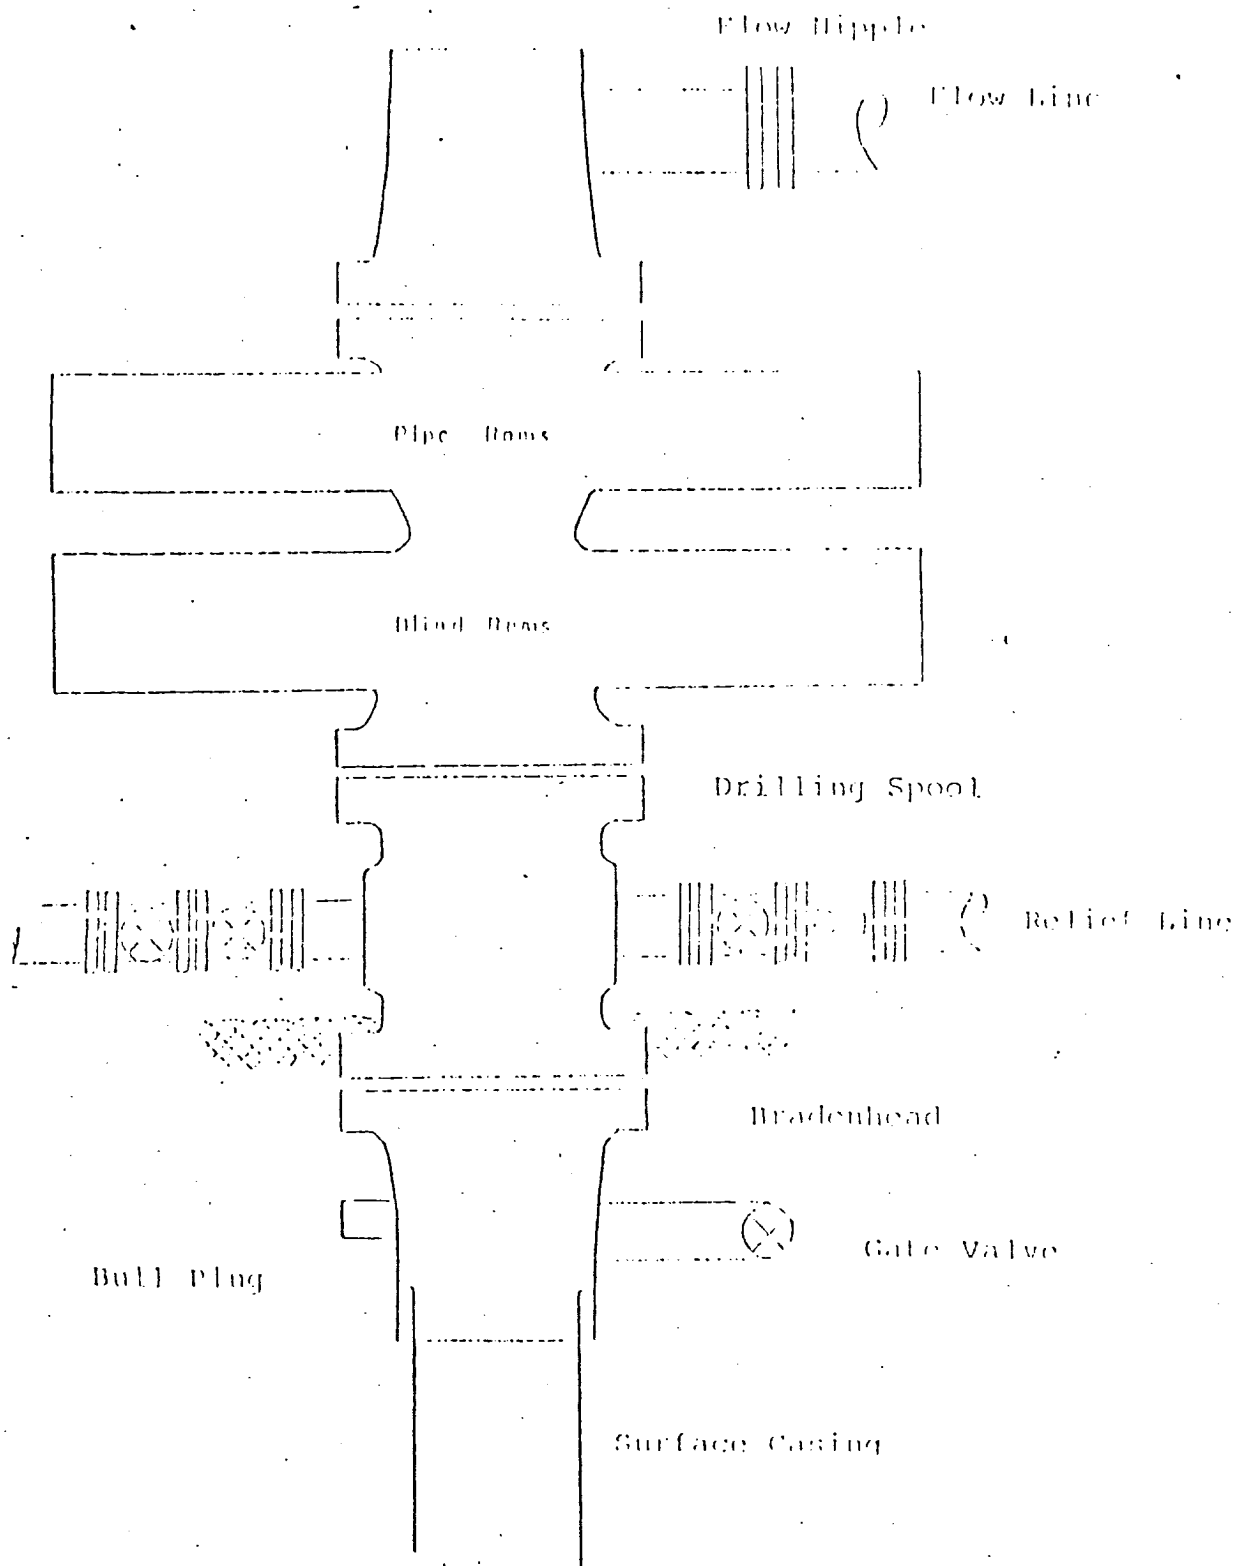 Flow Nipple
Flow Line
Pipe Rams
Blind Rams
Drilling Spool
Relief Line
Bradenhead
Gate Valve
Bull Plug
Surface Casing